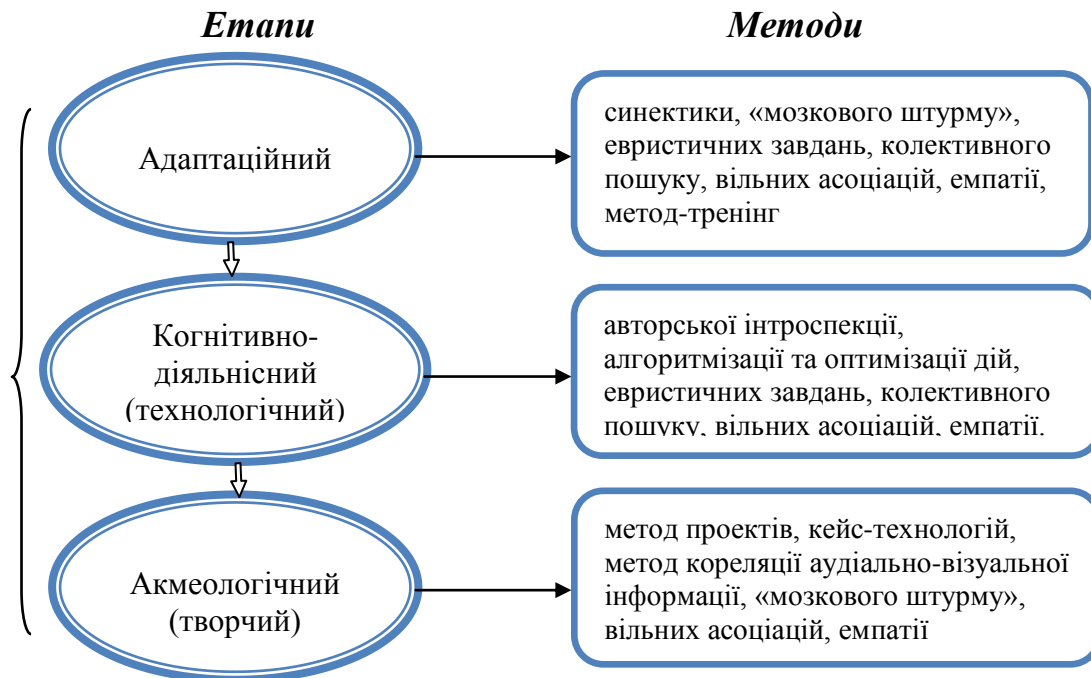 Етапи
Методи
Адаптаційний
синектики, «мозкового штурму»,
евристичних завдань, колективного
пошуку, вільних асоціацій, емпатії,
метод-тренінг
Когнітивно-
діяльнісний
(технологічний)
авторської інтроспекції,
алгоритмізації та оптимізації дій,
евристичних завдань, колективного
пошуку, вільних асоціацій, емпатії,
Акмеологічний
(творчий)
метод проектів, кейс-технологій,
метод кореляції аудіально-візуальної
інформації, «мозкового штурму»,
вільних асоціацій, емпатії